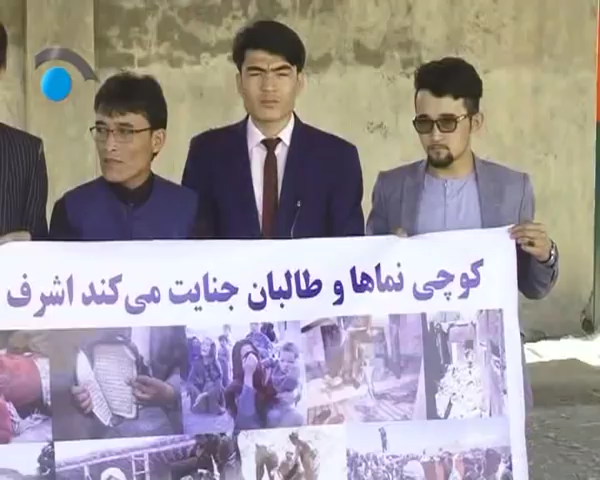 کوچی نماها و طالبان جنایت می‌کند اشرف